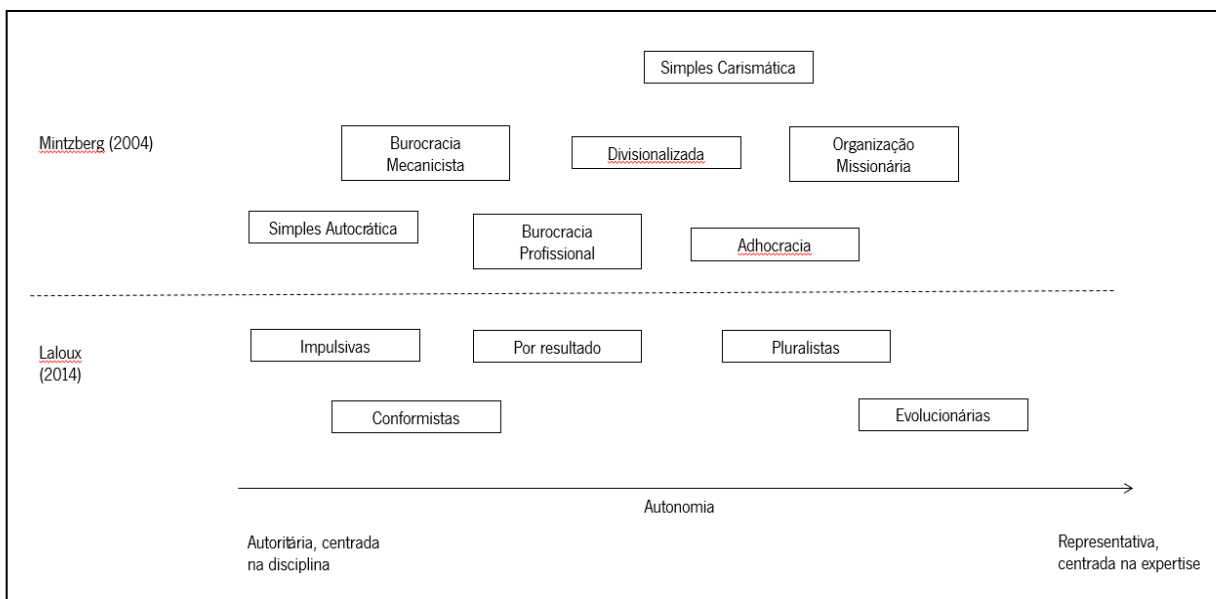 Simples Carismática
Mintzberg (2004)
Burocracia
Mecanicista
Divisionalizada
Organização
Missionária
Simples Autocrática
Burocracia
Profissional
Adhocracia
Laloux
(2014)
Impulsivas
Por resultado
Pluralistas
Conformistas
Evolucionárias
Autonomia
Autoritária, centrada
na disciplina
Representativa,
centrada na expertise